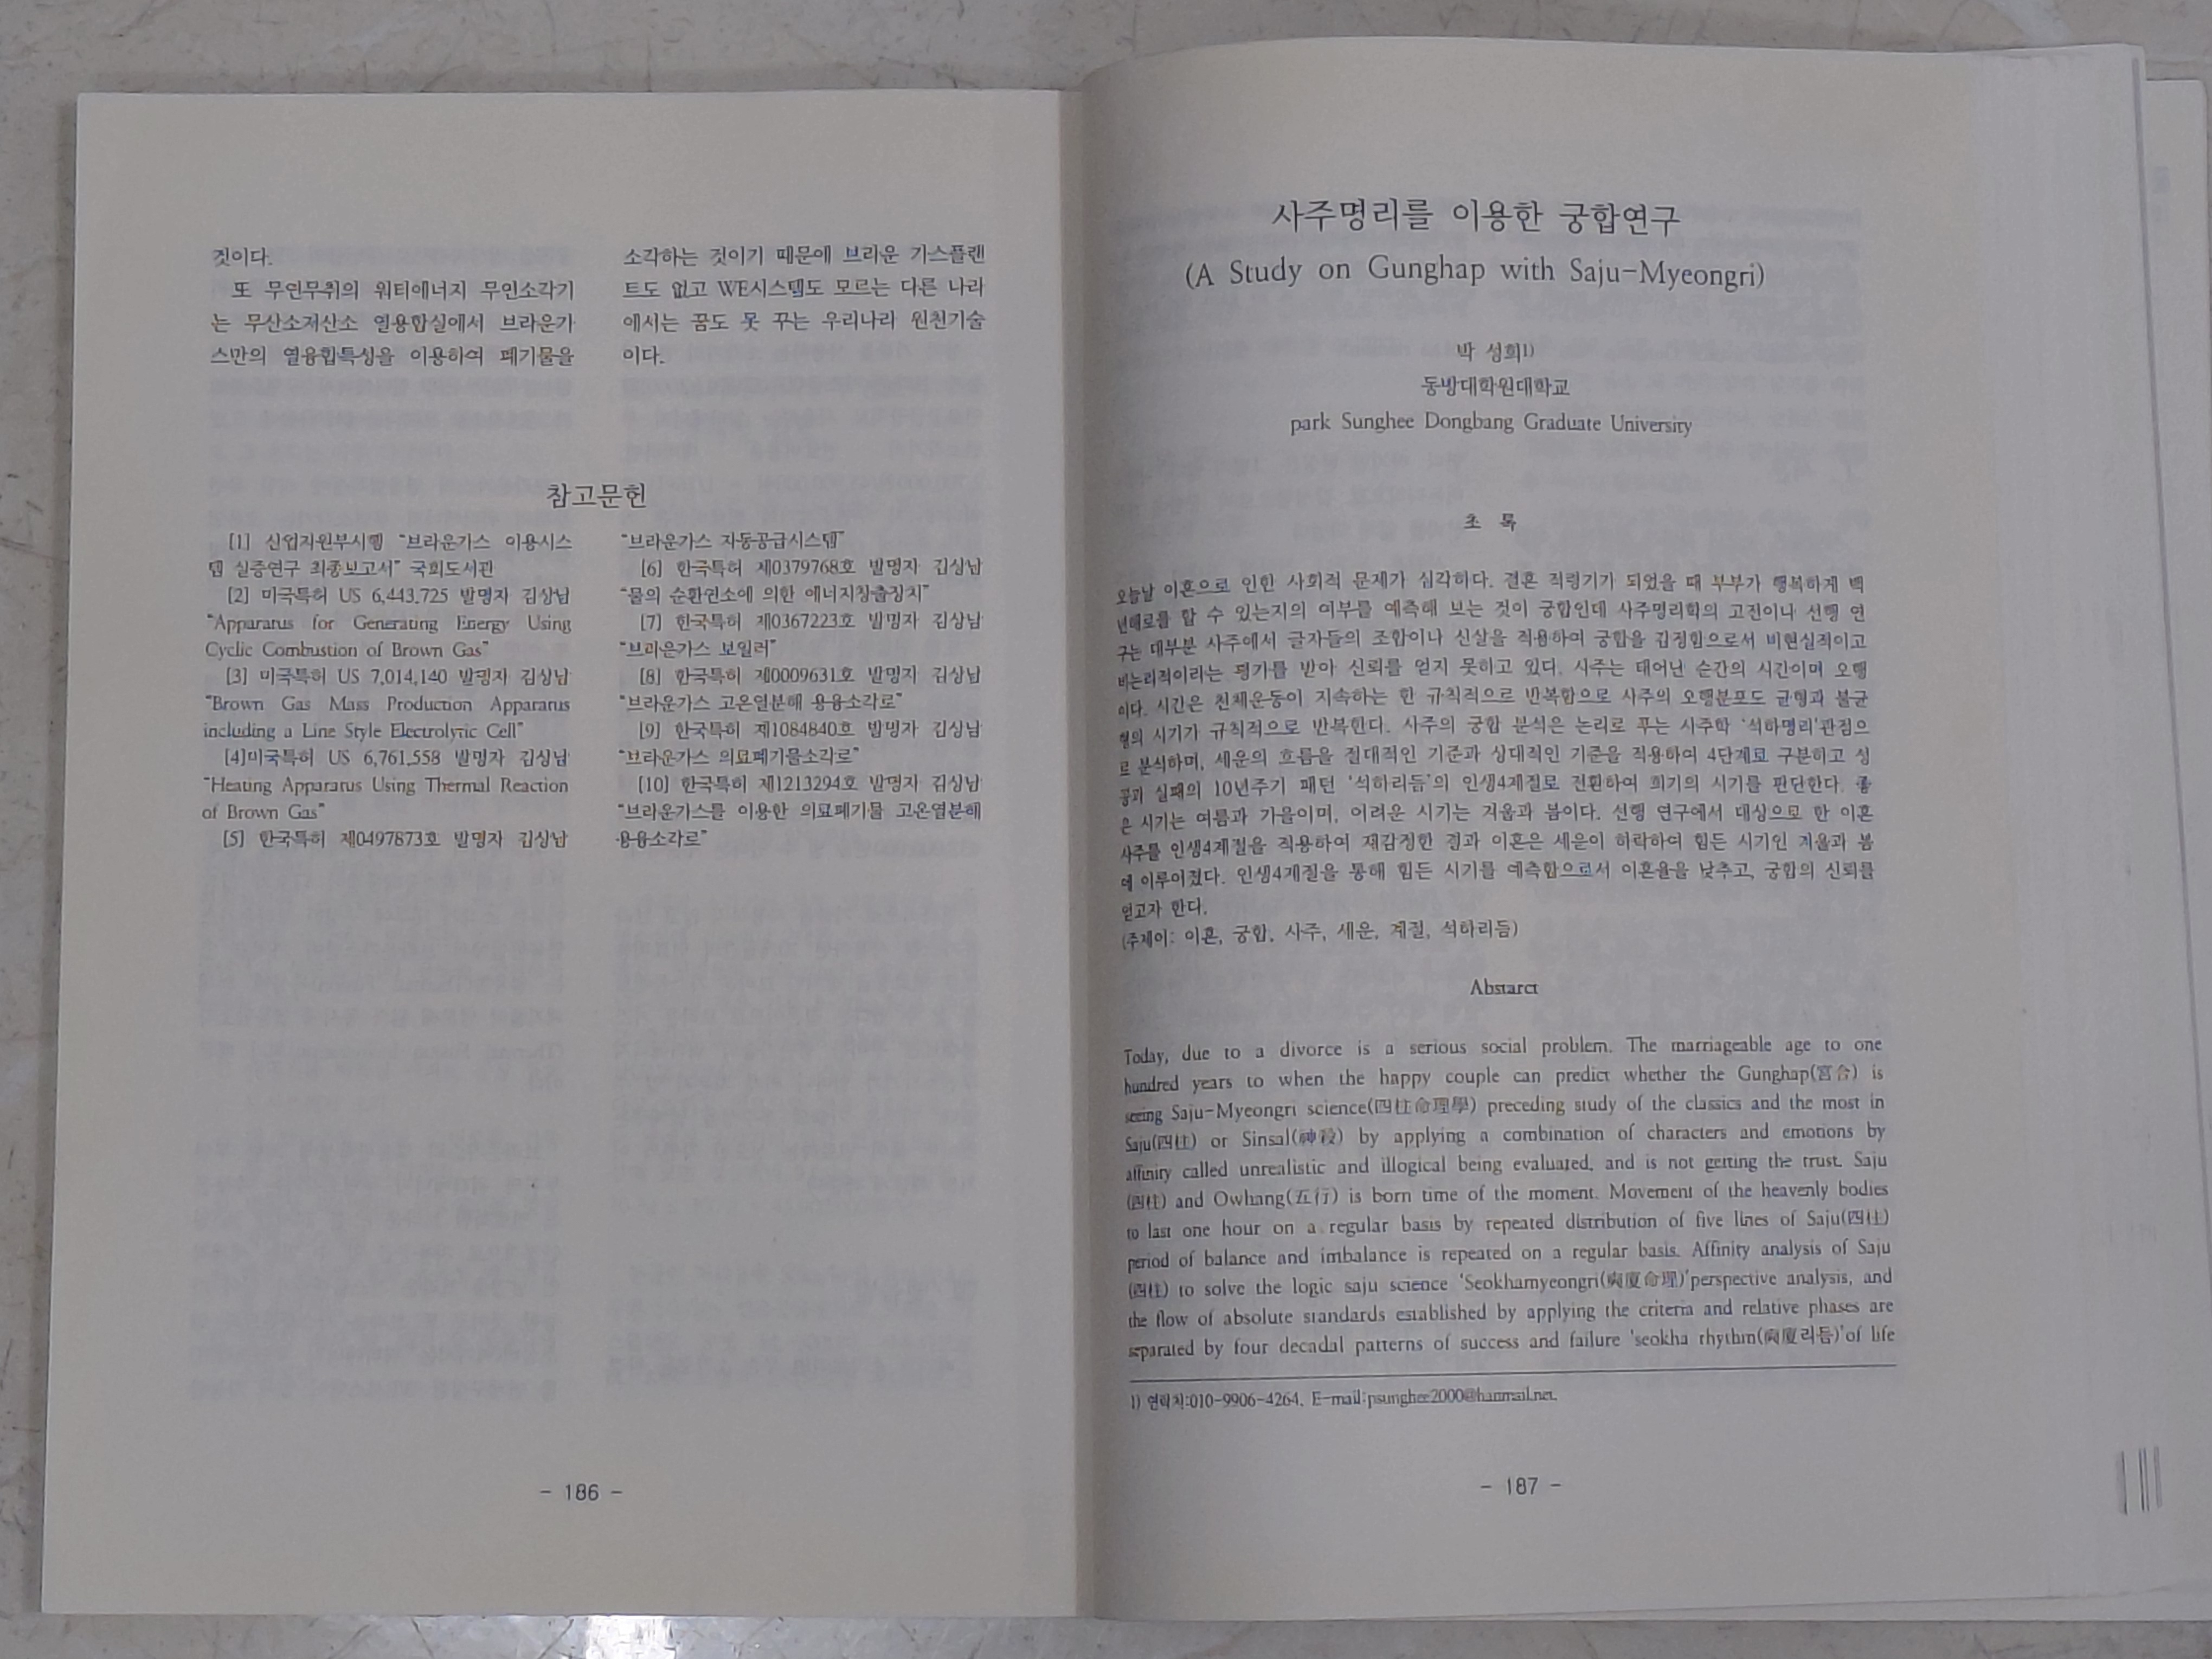 것이다.
또 무연무취의 워터에너지 무인소각기
는 무산소저산소 열용합실에서 브라운가
스만의 열융합특성을 이용하여 폐기물을
소각하는 것이기 때문에 브라운 가스플랜
트도 없고 WE시스템도 모르는 다른 나라
에서는 꿈도 못 꾸는 우리나라 원천기술
이다.
참고문헌
[1] 산업자원부시행 "브라운가스 이용시스
템 실증연구 최종보고서" 국회도서관
[2] 미국특허 US 6,443,725 발명자 김상남
"Apparatus for Generating Energy Using
Cyclic Combustion of Brown Gas"
[3] 미국특허 US 7,014,140 발명자 김상남
"Brown Gas Mass Production Apparatus
including a Line Style Electrolytic Cell"
[4]미국특허 US 6,761,558 발명자 김상남
"Heating Apparatus Using Thermal Reaction
of Brown Gas"
[5] 한국특허 제0497873호 발명자 김상남
"브라운가스 자동공급시스템"
[6] 한국특허 제0379768호 발명자 김상남
"물의 순환연소에 의한 에너지창출장치"
[7] 한국특허 제0367223호 발명자 김상남
"브라운가스 보일러"
[8] 한국특허 제0009631호 발명자 김상남
"브라운가스 고온열분해 용융소각로"
[9] 한국특허 제1084840호 발명자 김상남
"브라운가스 의료폐기물소각로"
[10] 한국특허 제1213294호 발명자 김상남
"브라운가스를 이용한 의료폐기물 고온열분해
용융소각로"
- 186 -
사주명리를 이용한 궁합연구
(A Study on Gunghap with Saju-Myeongri)
박 성희1)
동방대학원대학교
park Sunghee Dongbang Graduate University
초 록
오늘날 이혼으로 인한 사회적 문제가 심각하다. 결혼 적령기가 되었을 때 부부가 행복하게 백
년해로를 할 수 있는지의 여부를 예측해 보는 것이 궁합인데 사주명리학의 고전이나 선행 연
구는 대부분 사주에서 글자들의 조합이나 신살을 적용하여 궁합을 감정함으로서 비현실적이고
비논리적이라는 평가를 받아 신뢰를 얻지 못하고 있다. 사주는 태어난 순간의 시간이며 오행
이다. 시간은 천체운동이 지속하는 한 규칙적으로 반복함으로 사주의 오행분포도 균형과 불균
형의 시기가 규칙적으로 반복한다. 사주의 궁합 분석은 논리로 푸는 사주학 '석하명리'관점으
로 분석하며, 세운의 흐름을 절대적인 기준과 상대적인 기준을 적용하여 4단계로 구분하고 성
공과 실패의 10년주기 패턴 '석하리듬'의 인생4계절로 전환하여 희기의 시기를 판단한다. 좋
은 시기는 여름과 가을이며, 어려운 시기는 겨울과 봄이다. 선행 연구에서 대상으로 한 이혼
사주를 인생4계절을 적용하여 재감정한 결과 이혼은 세운이 하락하여 힘든 시기인 겨울과 봄
에 이루어졌다. 인생4계절을 통해 힘든 시기를 예측함으로서 이혼율을 낮추고, 궁합의 신뢰를
얻고자 한다.
(주제어: 이혼, 궁합, 사주, 세운, 계절, 석하리듬)
Abstarct
Today, due to a divorce is a serious social problem. The marriageable age to one
hundred years to when the happy couple can predict whether the Gunghap(宮合) is
seeing Saju-Myeongri science(四柱命理學) preceding study of the classics and the most in
Saju(四柱) or Sinsal(神殺) by applying a combination of characters and emotions by
affinity called unrealistic and illogical being evaluated, and is not getting the trust. Saju
(四柱) and Owhang(五行) is born time of the moment. Movement of the heavenly bodies
to last one hour on a regular basis by repeated distribution of five lines of Saju(四柱)
period of balance and imbalance is repeated on a regular basis. Affinity analysis of Saju
(四柱) to solve the logic saju science 'Seokhamyeongri(奭廈命理)'perspective analysis, and
the flow of absolute standards established by applying the criteria and relative phases are
separated by four decadal patterns of success and failure 'seokha rhythm(奭廈리듬)'of life
1) 연락처:010-9906-4264, E-mail:psunghee2000@hanmail.net.
- 187 -